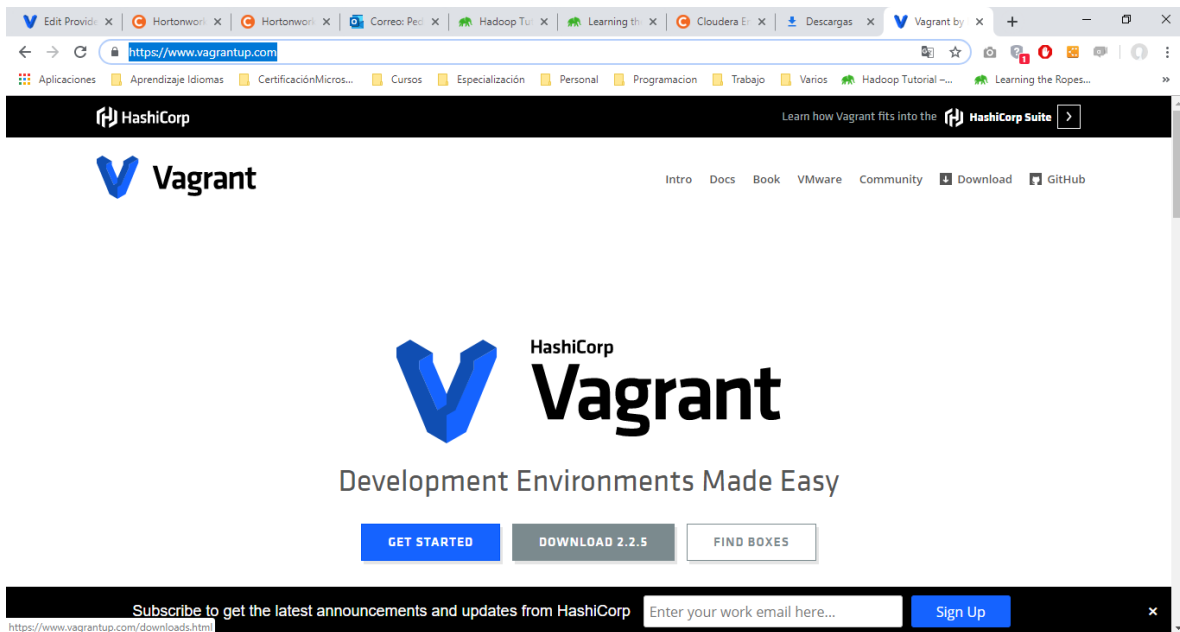 Edit Provide Hortonwork Hortonwork Correo: Ped Hadoop Tut Learning th Cloudera En Descargas Vagrant by
https://www.vagrantup.com
Aplicaciones Aprendizaje Idiomas CertificaciónMicros... Cursos Especialización Personal Programacion Trabajo Varios Hadoop Tutorial –... Learning the Ropes... »
HashiCorp Learn how Vagrant fits into the HashiCorp Suite
Vagrant Intro Docs Book VMware Community Download GitHub
HashiCorp
Vagrant
Development Environments Made Easy
GET STARTED DOWNLOAD 2.2.5 FIND BOXES
Subscribe to get the latest announcements and updates from HashiCorp Enter your work email here... Sign Up
https://www.vagrantup.com/downloads.html